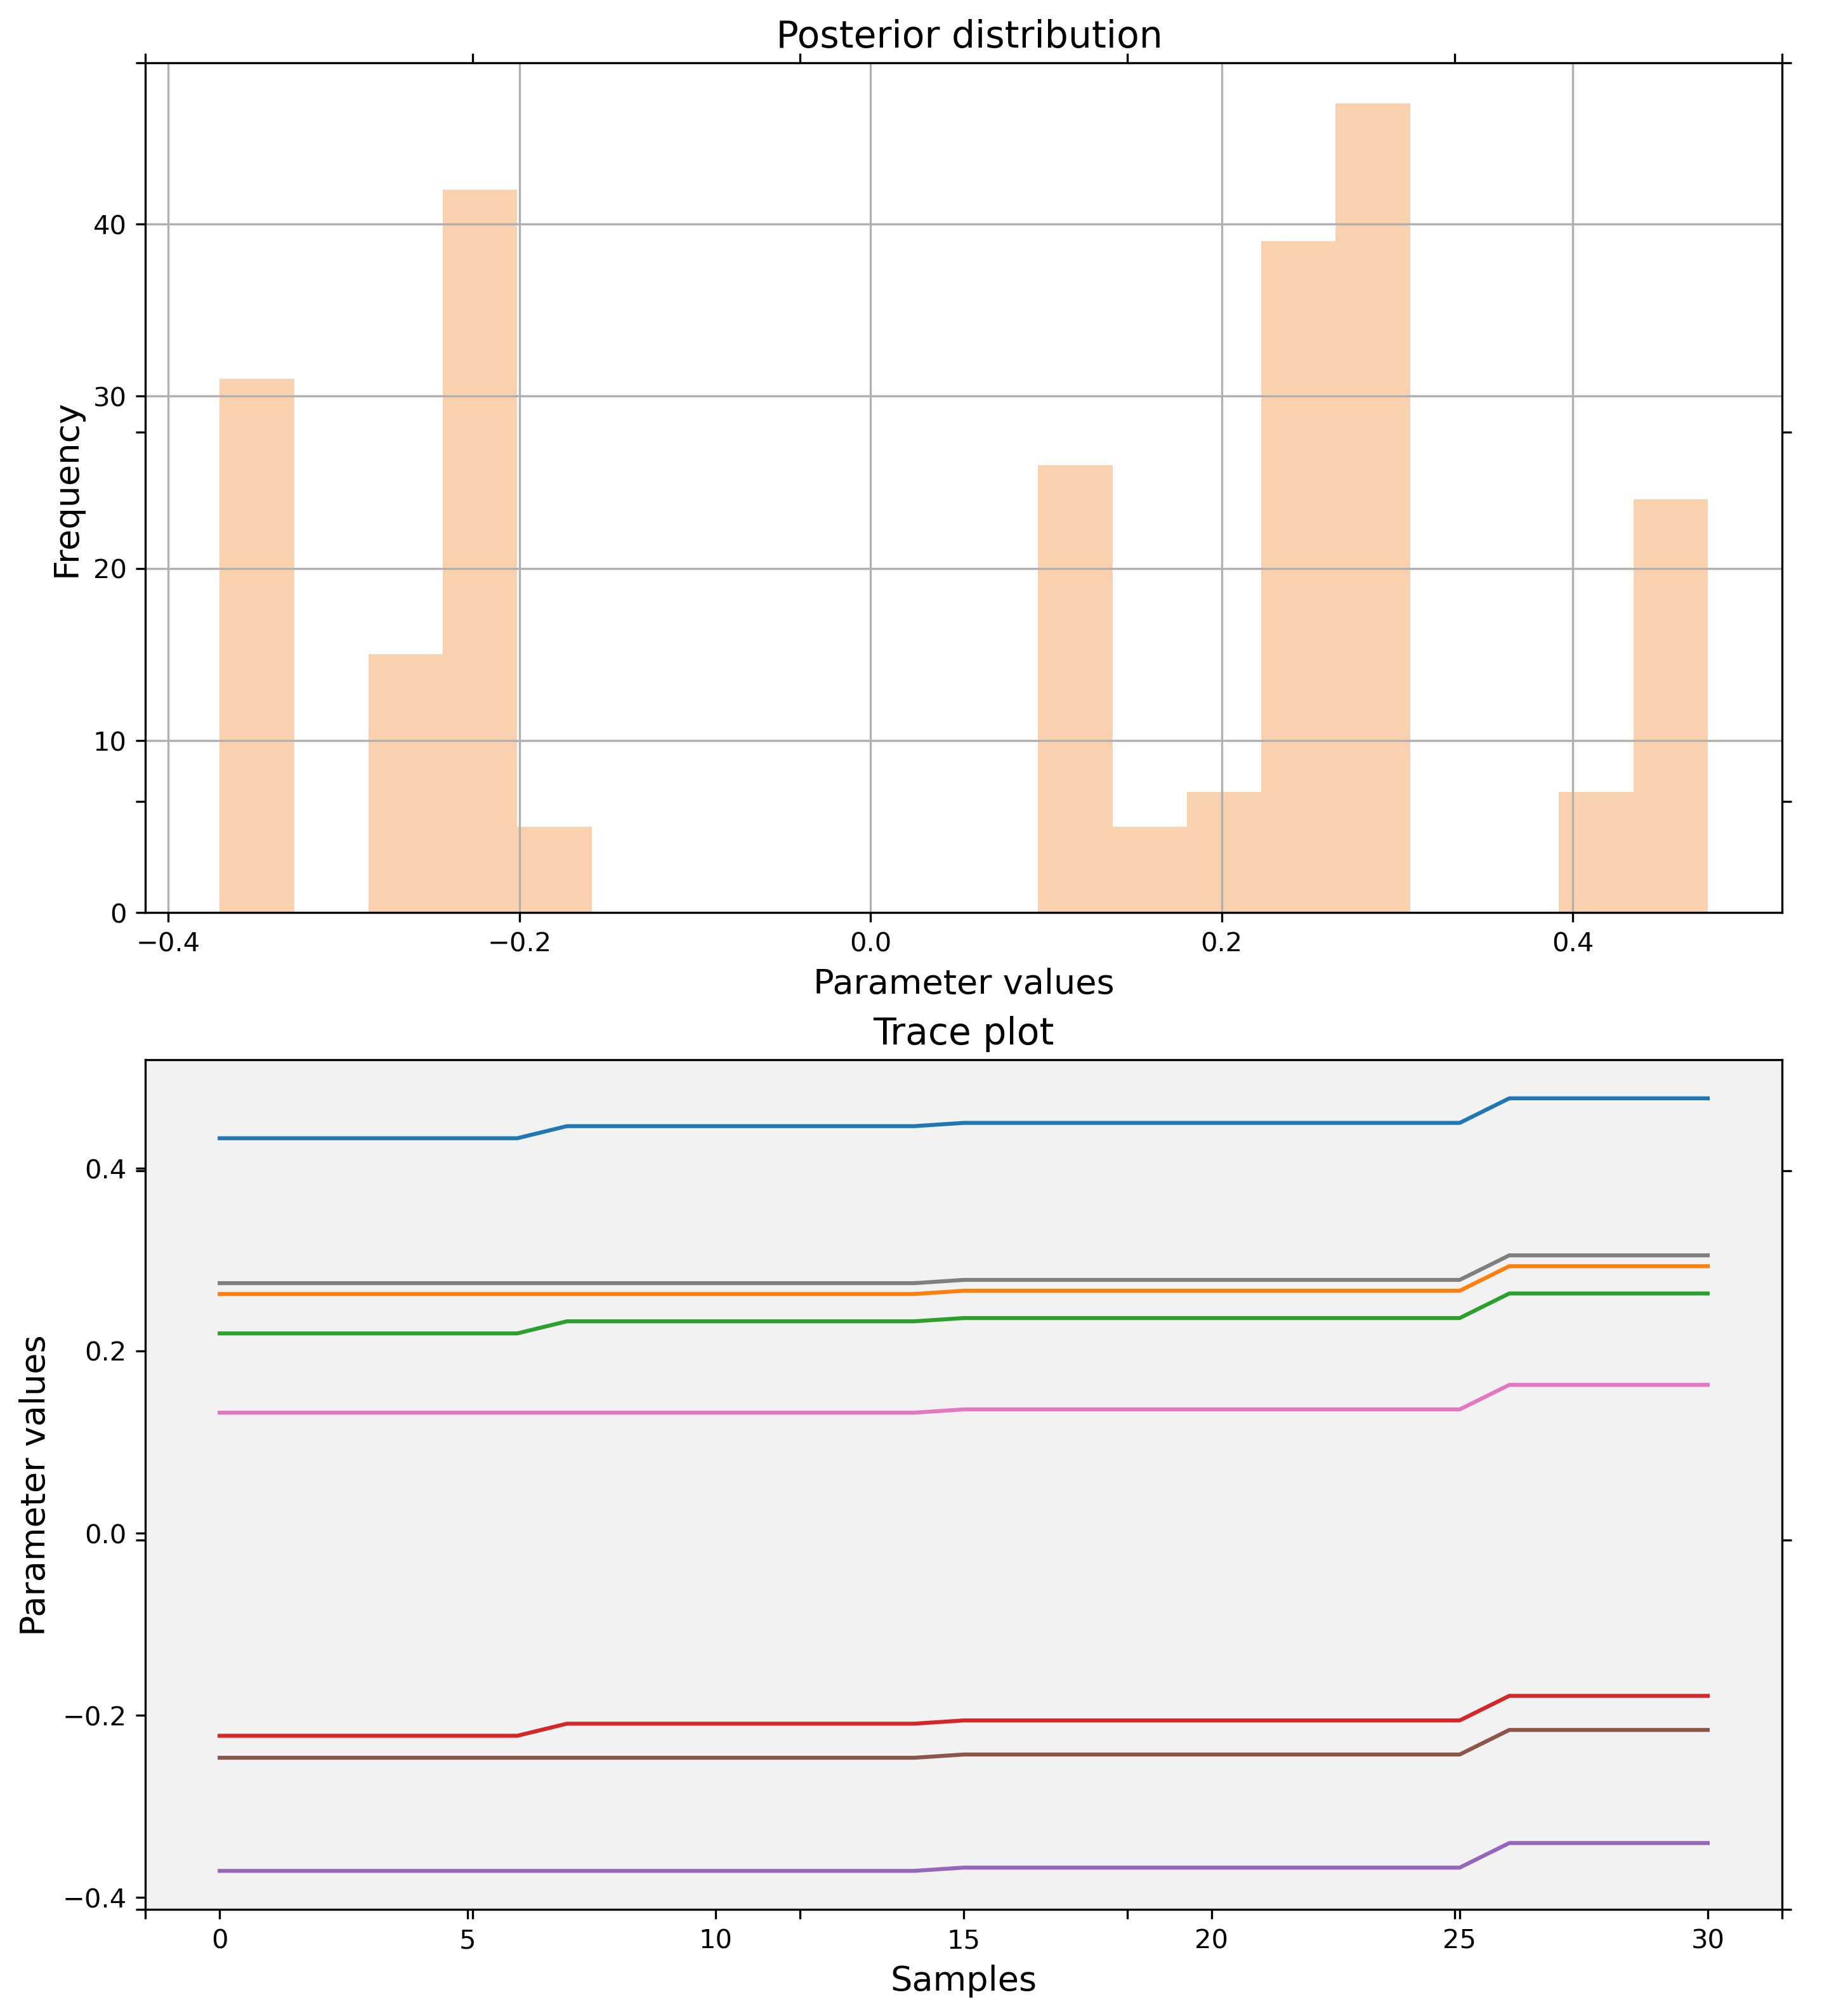 Posterior distribution
Frequency
40
30
20
10
0
−0.4 −0.2 0.0 0.2 0.4
Parameter values
Trace plot
Parameter values
0.4
0.2
0.0
−0.2
−0.4
0 5 10 15 20 25 30
Samples